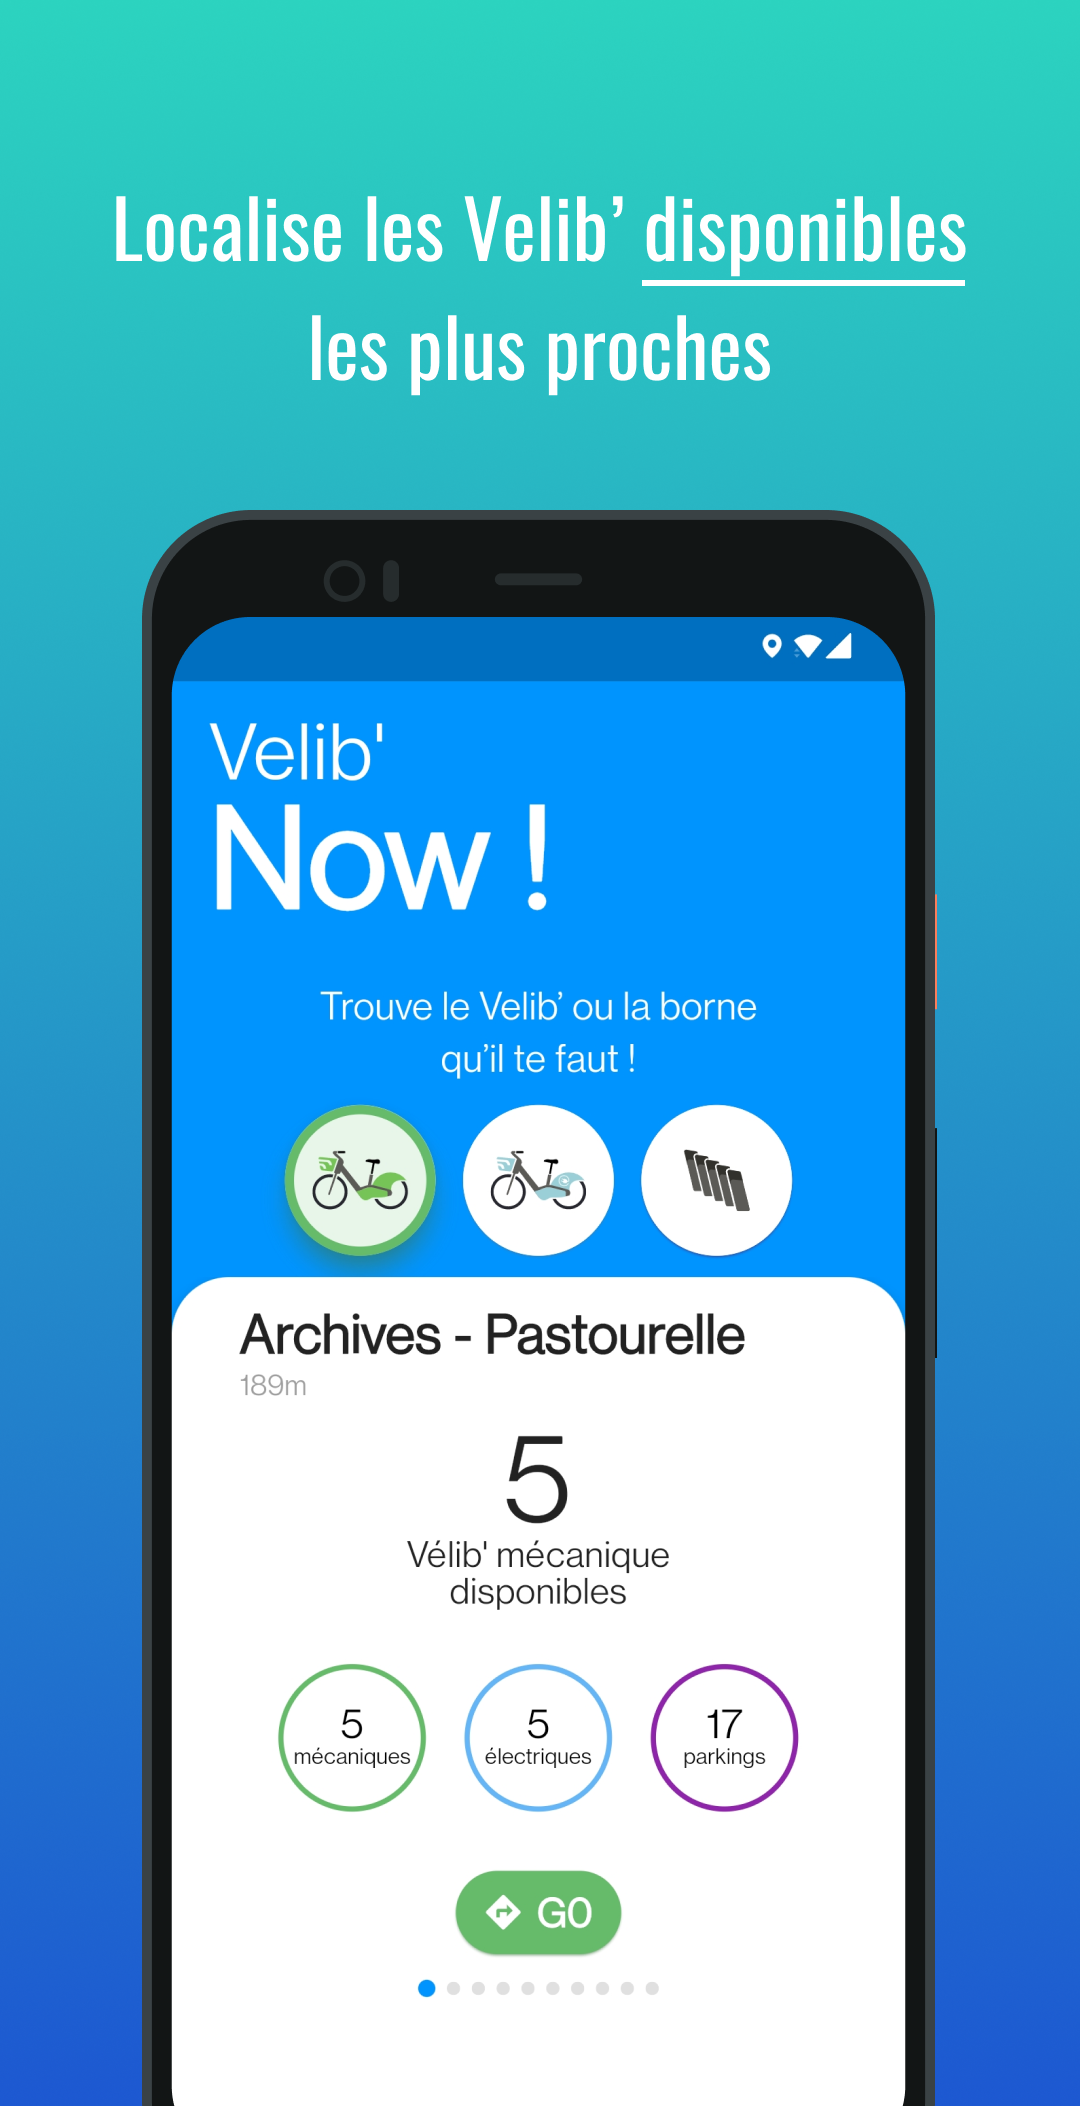 Localise les Velib’ disponibles
les plus proches
Velib'
Now !
Trouve le Velib’ ou la borne
qu’il te faut !
Archives - Pastourelle
189m
5
Vélib' mécanique
disponibles
5 5 17
mécaniques électriques parkings
GO